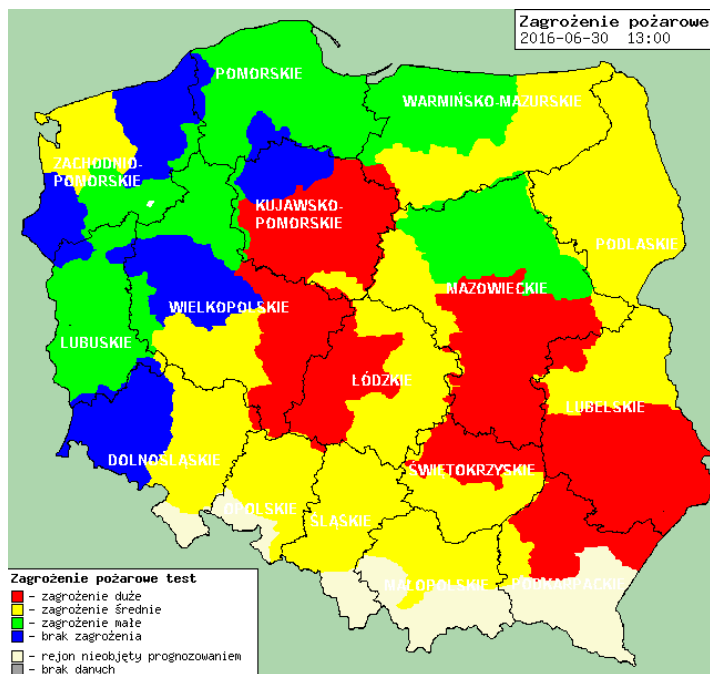 Zagrożenie pożarowe
2016-06-30 13:00
POMORSKIE
WARMIŃSKO-MAZURSKIE
ZACHODNIO-
POMORSKIE
KUJAWSKO-
POMORSKIE
PODLASKIE
MAZOWIECKIE
WIELKOPOLSKIE
LUBUSKIE
ŁÓDZKIE
LUBELSKIE
DOLNOŚLĄSKIE
ŚWIĘTOKRZYSKIE
OPOLSKIE
ŚLĄSKIE
MAŁOPOLSKIE
PODKARPACKIE
Zagrożenie pożarowe test
- zagrożenie duże
- zagrożenie średnie
- zagrożenie małe
- brak zagrożenia
- rejon nieobjęty prognozowaniem
- brak danych